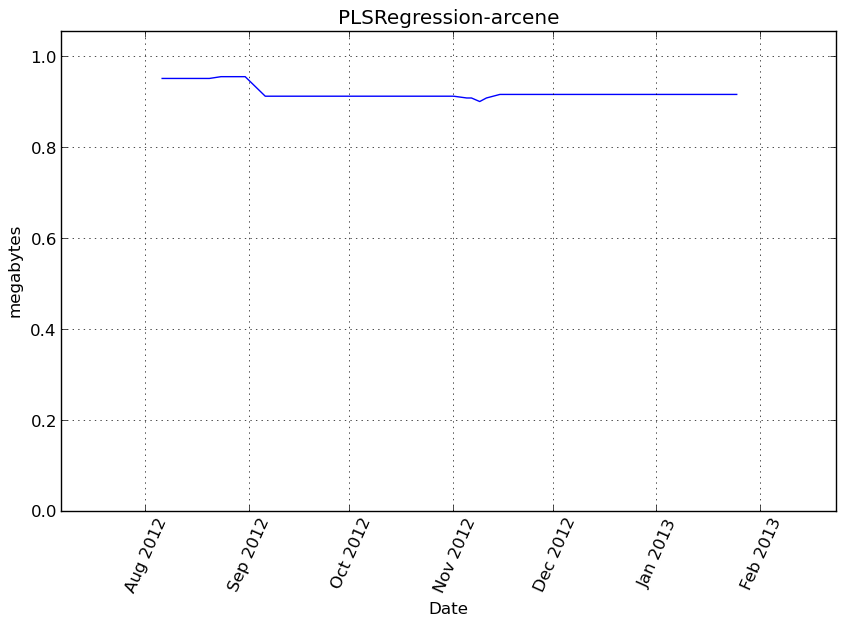 PLSRegression-arcene
1.0
0.8
0.6
0.4
0.2
0.0
megabytes
Aug 2012
Sep 2012
Oct 2012
Nov 2012
Dec 2012
Jan 2013
Feb 2013
Date